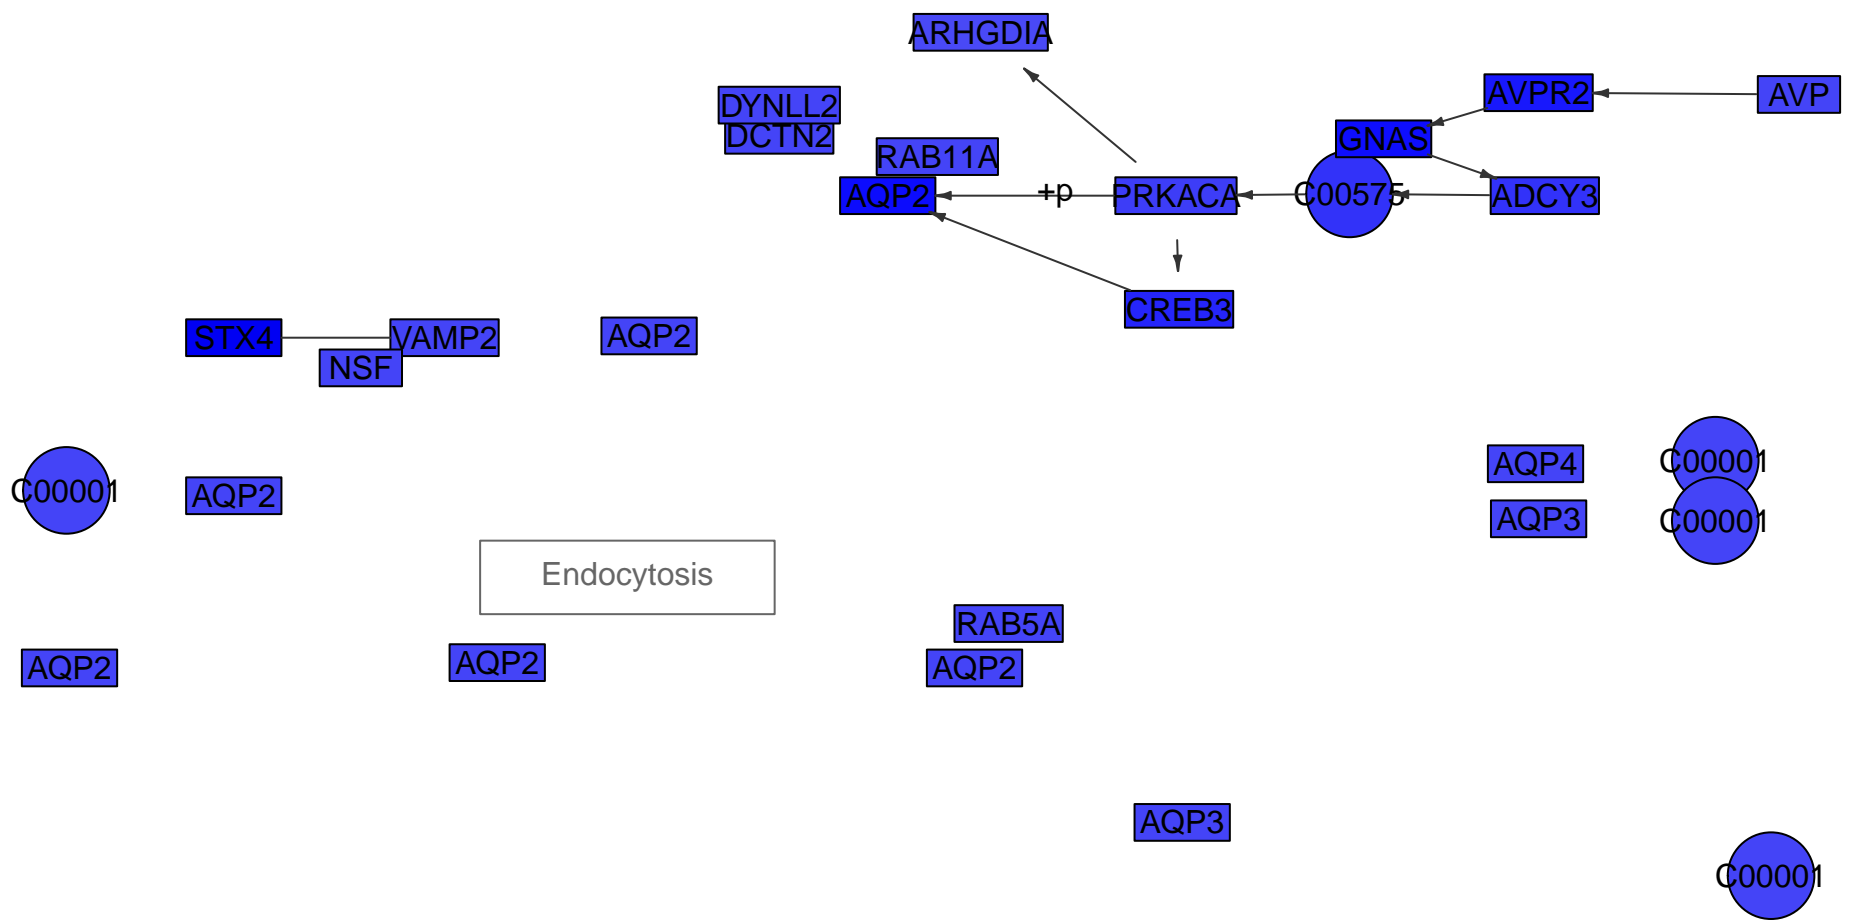 ARHGDIA
AVPR2
AVP
DYNLL2
DCTN2
GNAS
RAB11A
AQP2
+p
PRKACA
C00575
ADCY3
CREB3
STX4
VAMP2
AQP2
NSF
C00001
AQP4
C00001
AQP2
AQP3
C00001
Endocytosis
RAB5A
AQP2
AQP2
AQP2
AQP3
C00001